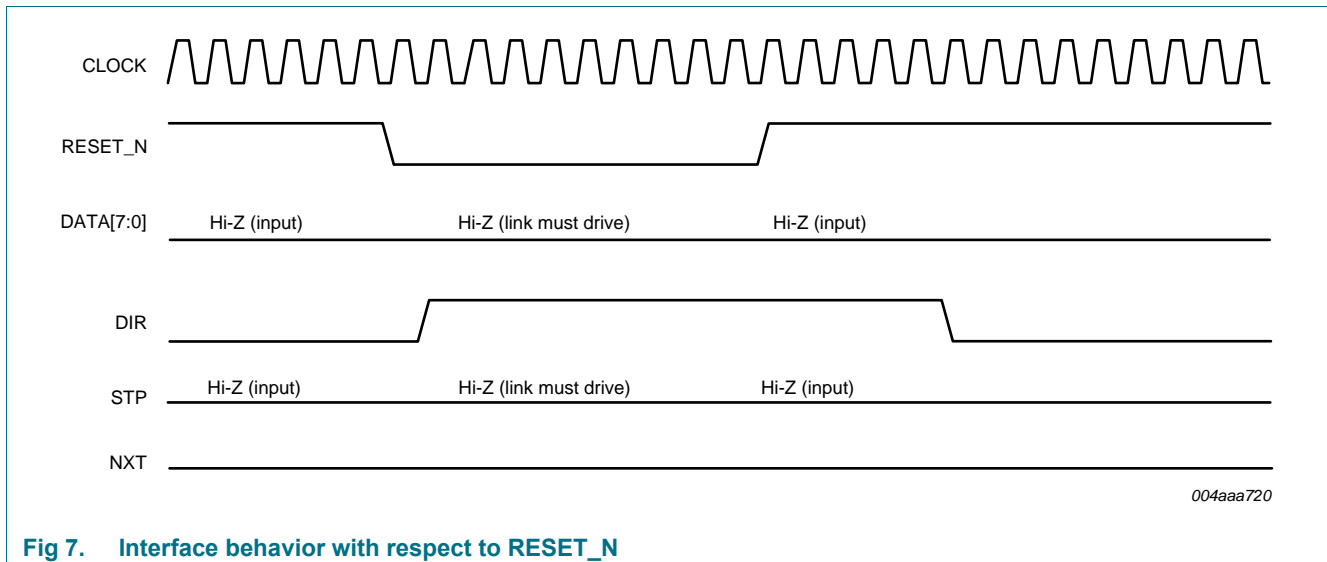 CLOCK
RESET_N
DATA[7:0] Hi-Z (input) Hi-Z (link must drive) Hi-Z (input)
DIR
STP Hi-Z (input) Hi-Z (link must drive) Hi-Z (input)
NXT
004aaa720
Fig 7. Interface behavior with respect to RESET_N